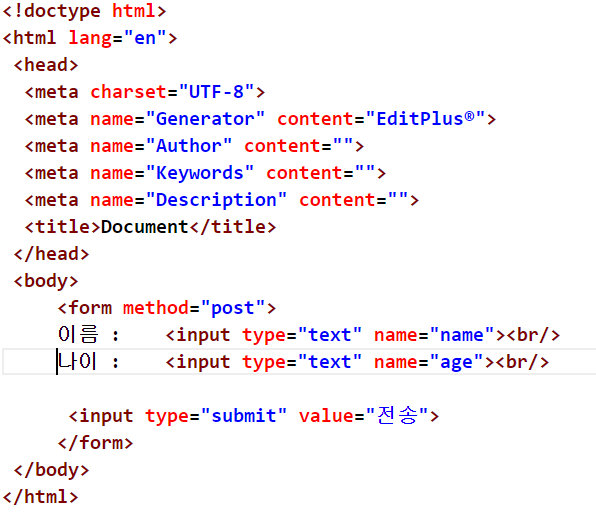 <!doctype html>
<html lang="en">
<head>
<meta charset="UTF-8">
<meta name="Generator" content="EditPlus®">
<meta name="Author" content="">
<meta name="Keywords" content="">
<meta name="Description" content="">
<title>Document</title>
</head>
<body>
<form method="post">
이름 : <input type="text" name="name"><br/>
나이 : <input type="text" name="age"><br/>
<input type="submit" value="전송">
</form>
</body>
</html>